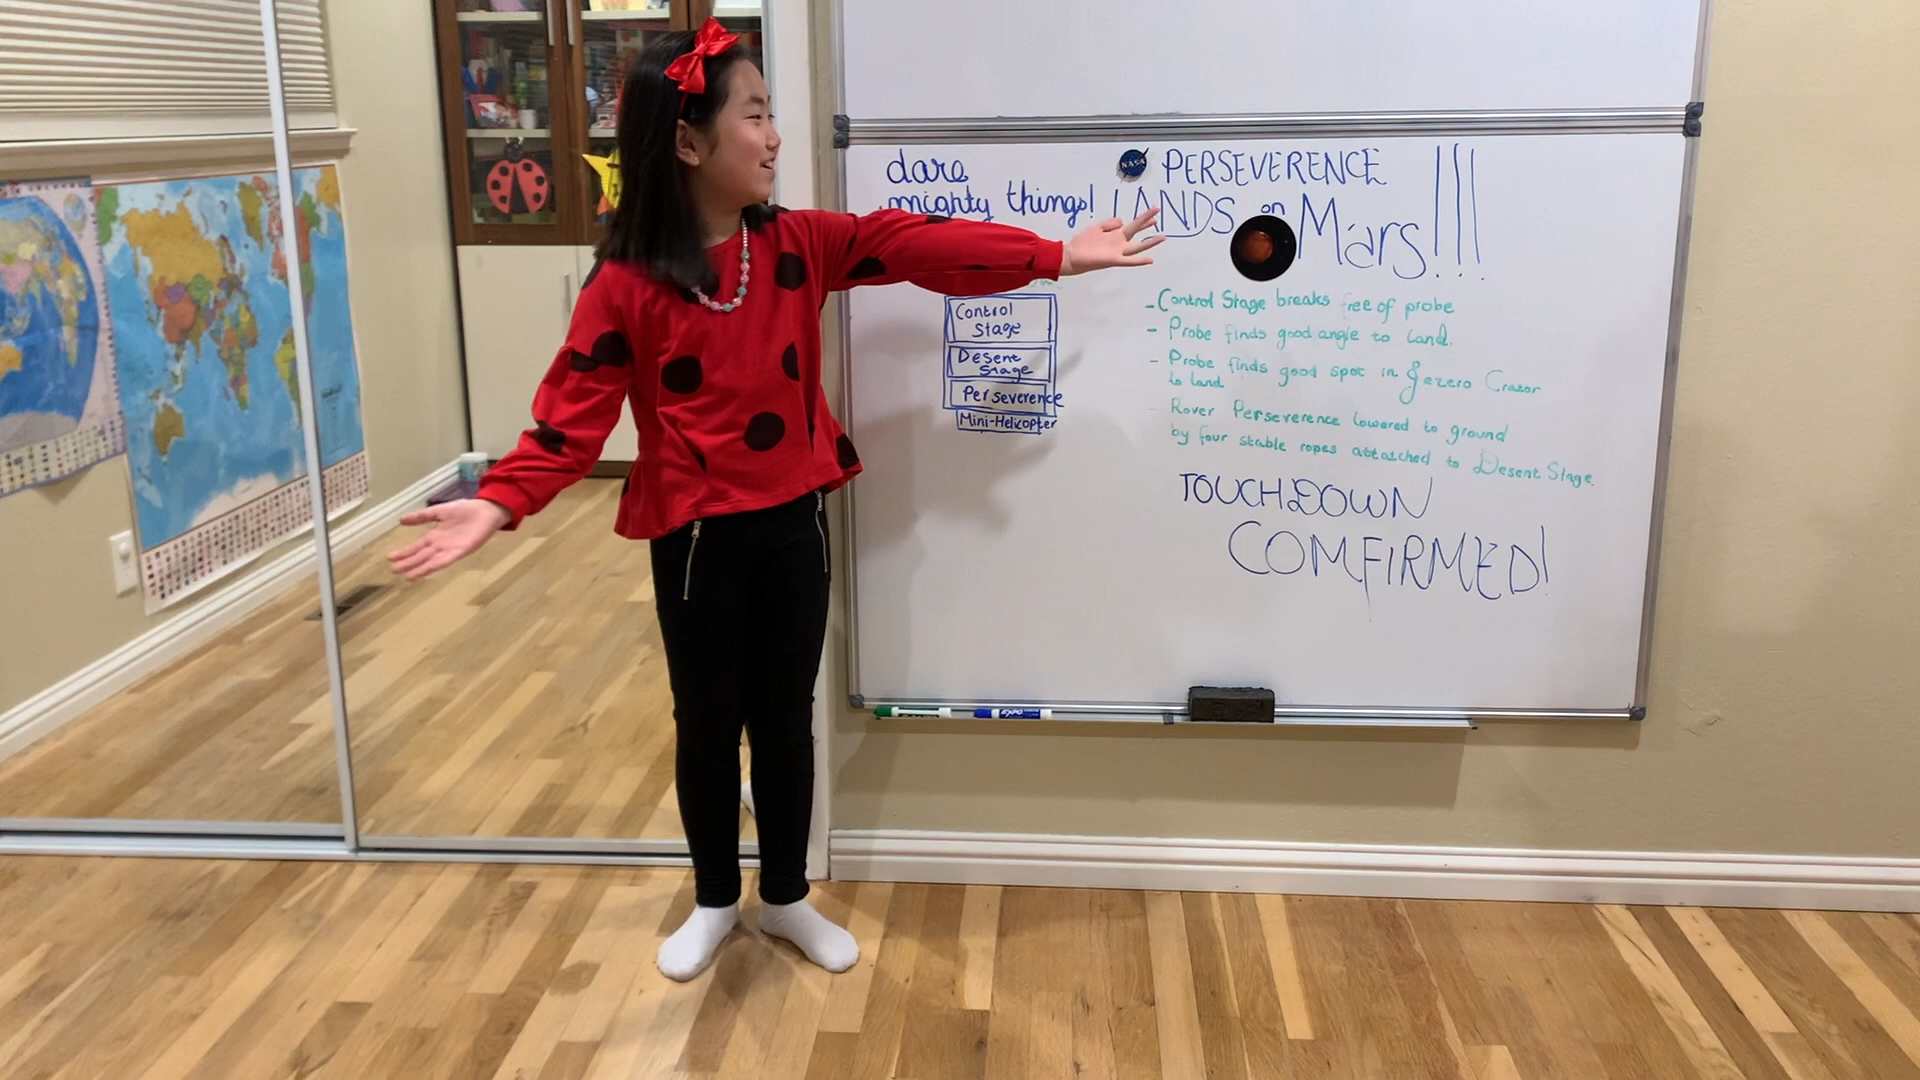 dare
mighty things!
NASA
PERSEVERENCE
LANDS on Mars!!!
Control
Stage
Desent
Stage
Perseverence
Mini-Helicopter
- Control Stage breaks free of probe
- Probe finds good angle to land.
- Probe finds good spot in Jezero Crator
to land
- Rover Perseverence lowered to ground
by four stable ropes attatched to Desent Stage.
TOUCHDOWN
COMFIRMED!
EXPO